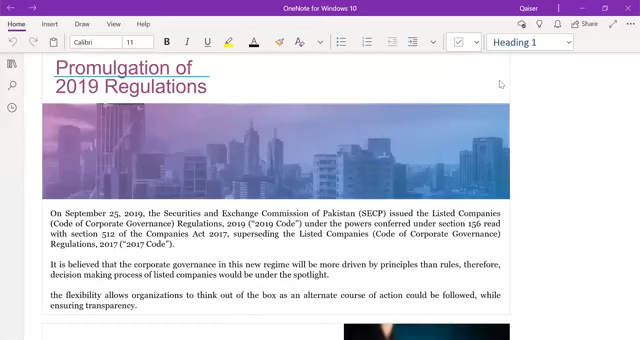 OneNote for Windows 10
Qaiser
Home
Insert
Draw
View
Help
Share
Calibri
11
B
I
U
A
Heading 1
Promulgation of
2019 Regulations
On September 25, 2019, the Securities and Exchange Commission of Pakistan (SECP) issued the Listed Companies
(Code of Corporate Governance) Regulations, 2019 (“2019 Code”) under the powers conferred under section 156 read
with section 512 of the Companies Act 2017, superseding the Listed Companies (Code of Corporate Governance)
Regulations, 2017 (“2017 Code”).
It is believed that the corporate governance in this new regime will be more driven by principles than rules, therefore,
decision making process of listed companies would be under the spotlight.
the flexibility allows organizations to think out of the box as an alternate course of action could be followed, while
ensuring transparency.